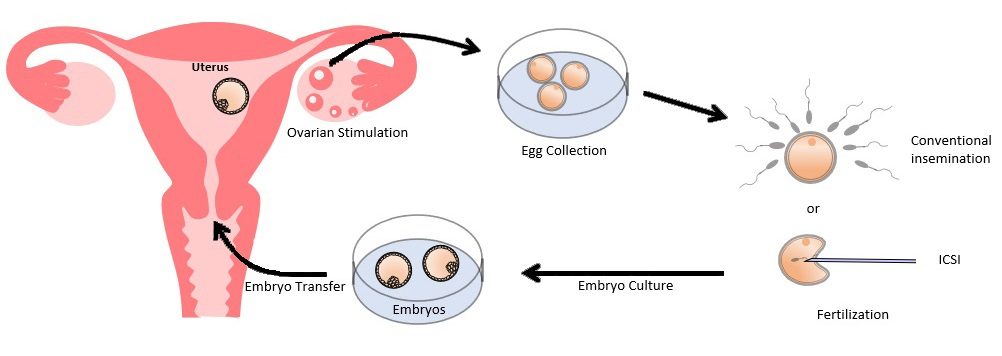 Uterus
Ovarian Stimulation
Egg Collection
Conventional
insemination
or
ICSI
Fertilization
Embryo Culture
Embryos
Embryo Transfer